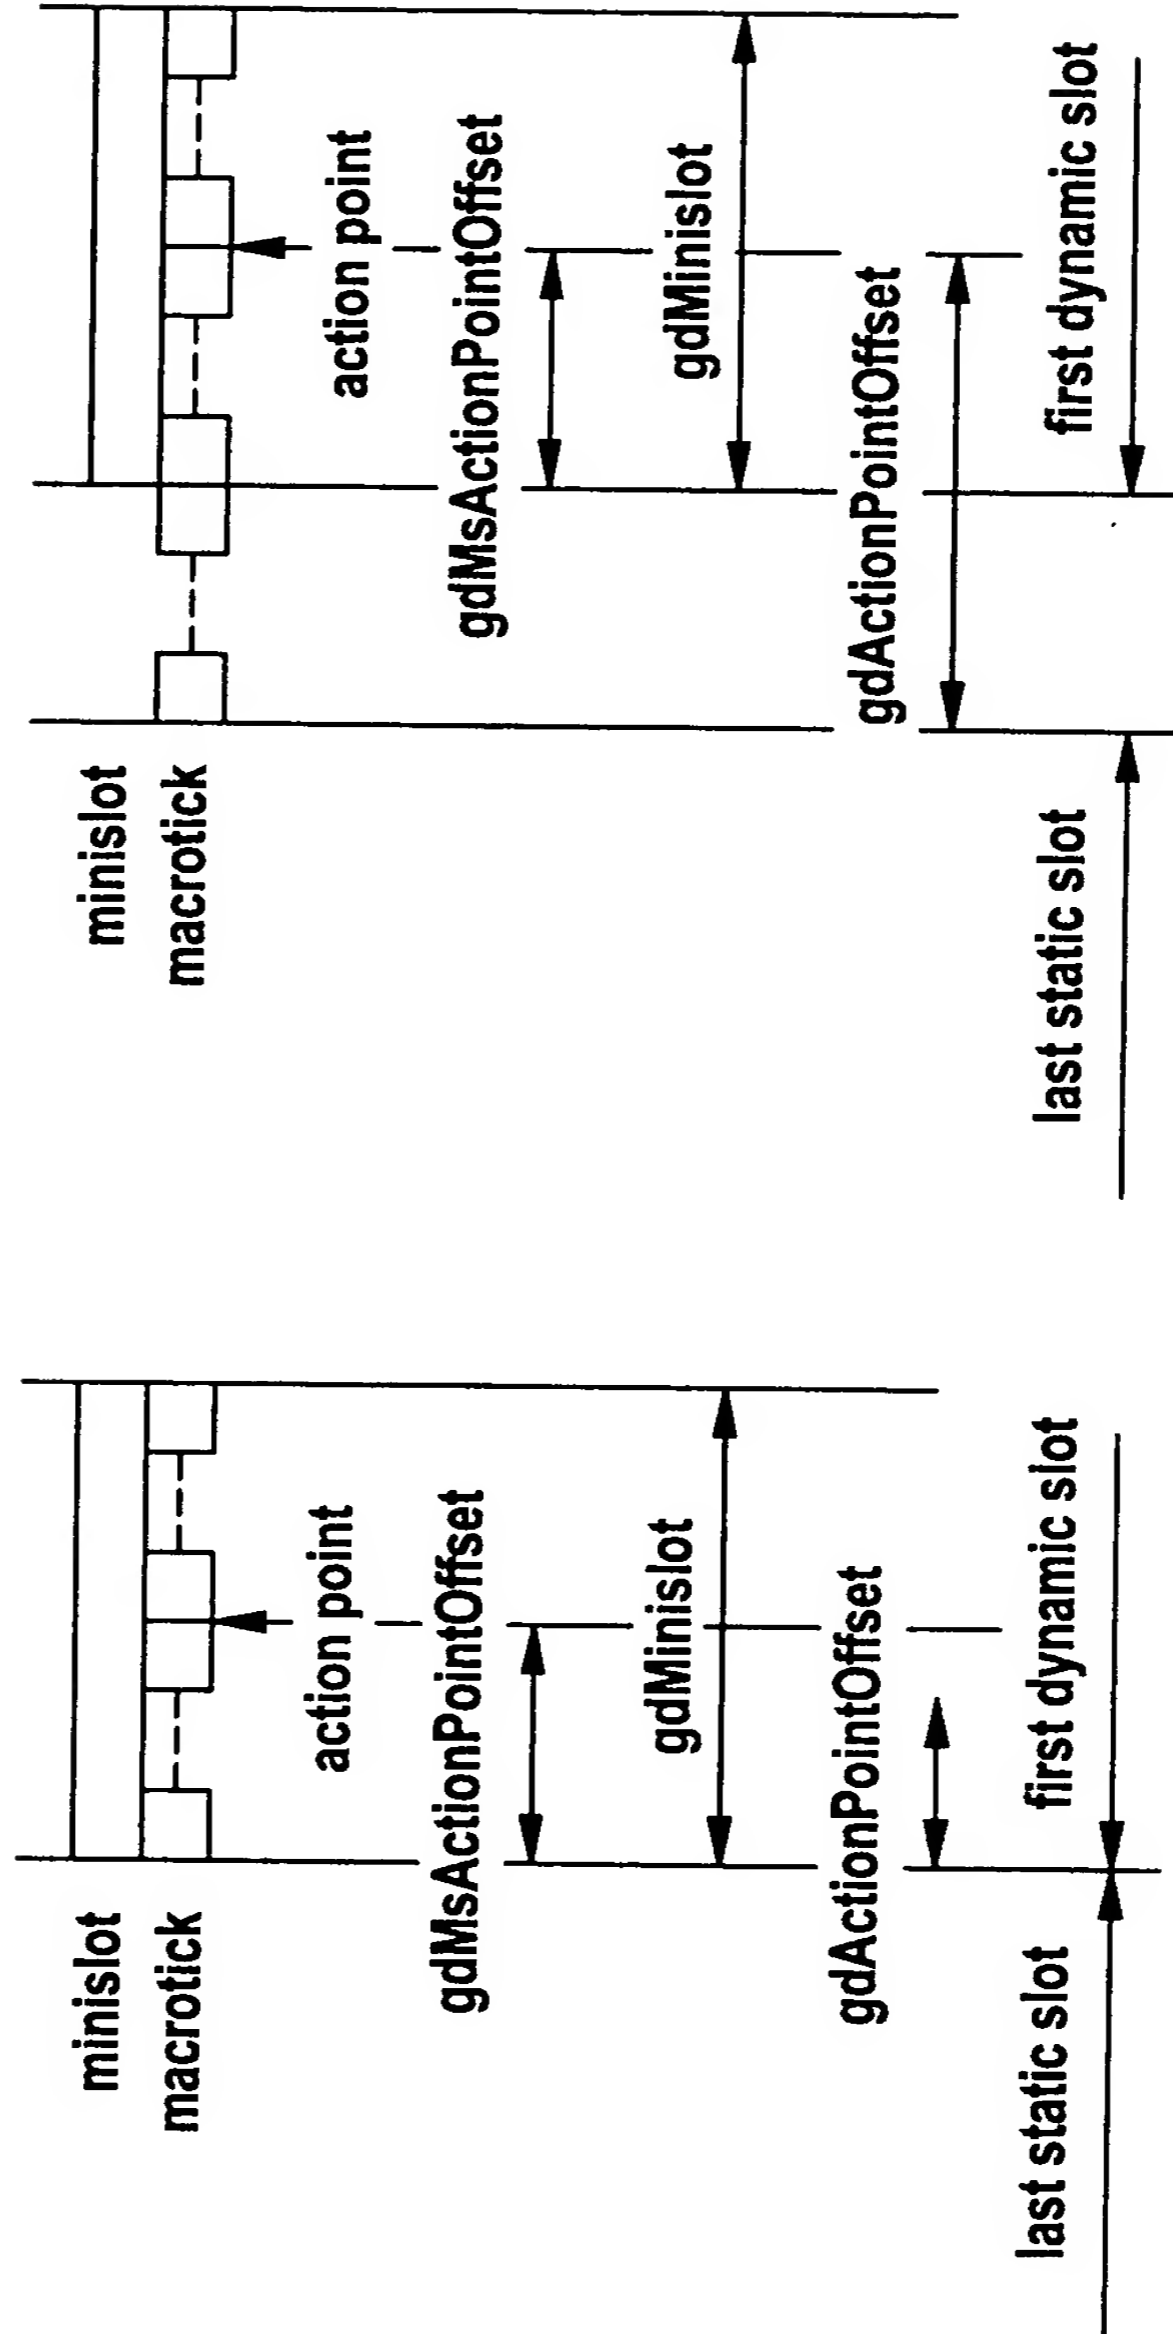 minislot
macrotick
action point
gdMsActionPointOffset
gdMinislot
gdActionPointOffset
last static slot
first dynamic slot
minislot
macrotick
action point
gdMsActionPointOffset
gdMinislot
gdActionPointOffset
last static slot
first dynamic slot